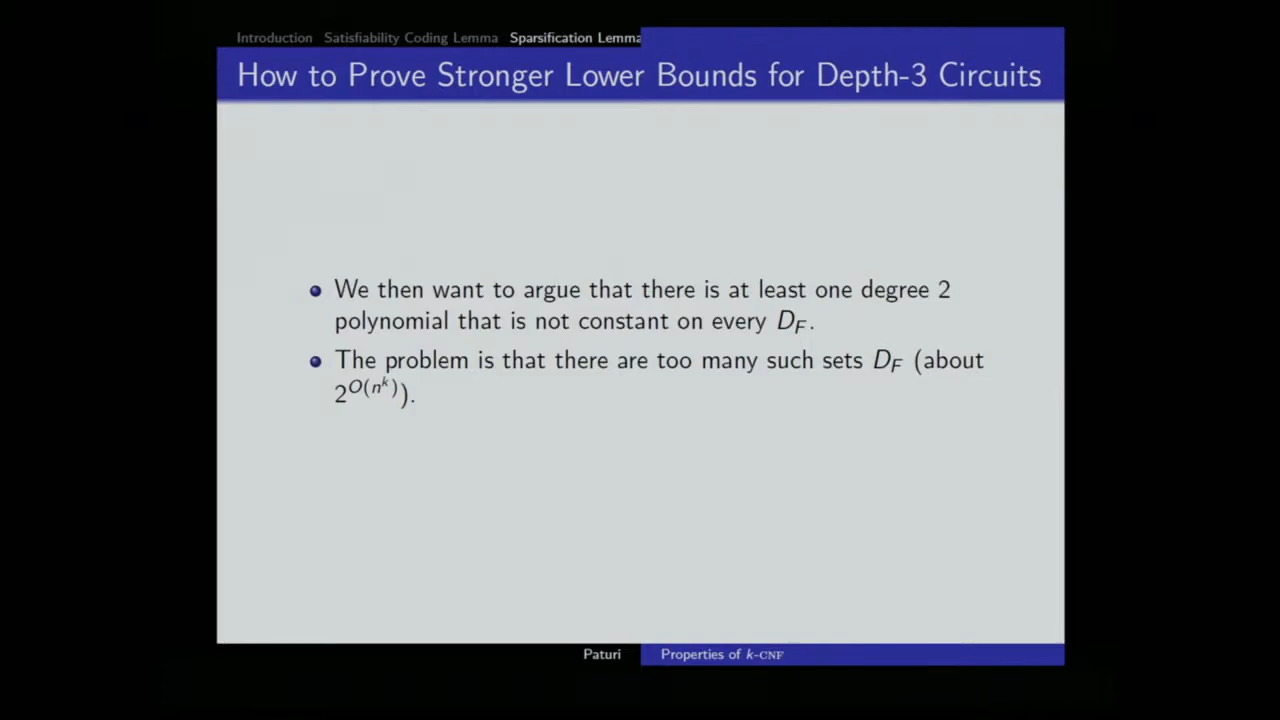 Introduction Satisfiability Coding Lemma Sparsification Lemma
How to Prove Stronger Lower Bounds for Depth-3 Circuits
We then want to argue that there is at least one degree 2
polynomial that is not constant on every D_F.
The problem is that there are too many such sets D_F (about
2^{O(n^k)}).
Paturi Properties of k-CNF